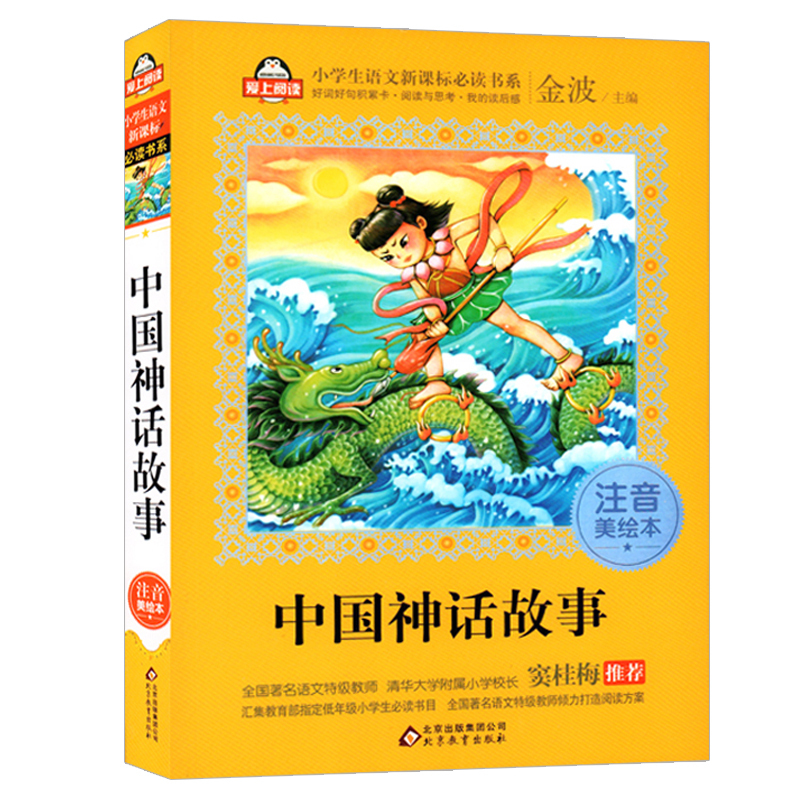 爱上阅读
小学生语文
新课标
必读书系
中国神话故事
注音
美绘本
爱上阅读
小学生语文新课标必读书系
好词好句积累卡·阅读与思考·我的读后感
金波/主编
注音
美绘本
中国神话故事
全国著名语文特级教师 清华大学附属小学校长 窦桂梅 推荐
汇集教育部指定低年级小学生必读书目 全国著名语文特级教师倾力打造阅读方案
北京出版集团公司
北京教育出版社